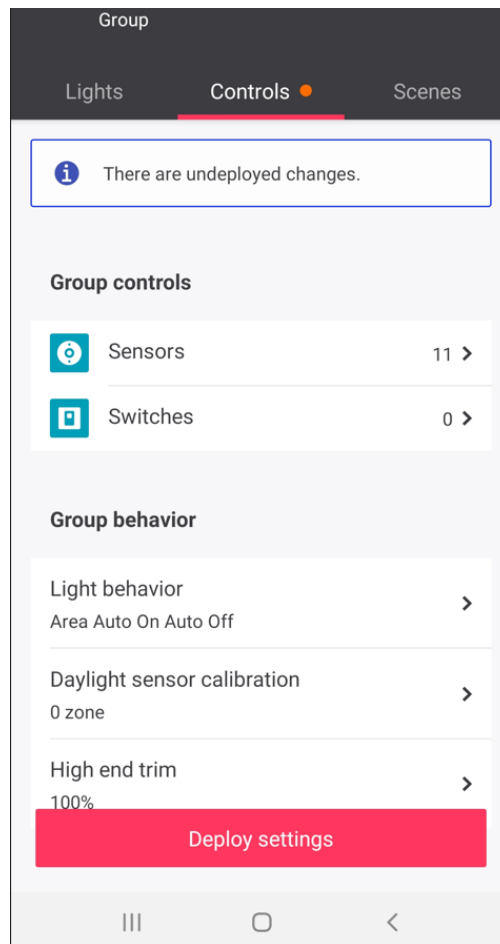 Group
Lights Controls Scenes
There are undeployed changes.
Group controls
Sensors 11
Switches 0
Group behavior
Light behavior
Area Auto On Auto Off
Daylight sensor calibration
0 zone
High end trim
100%
Deploy settings